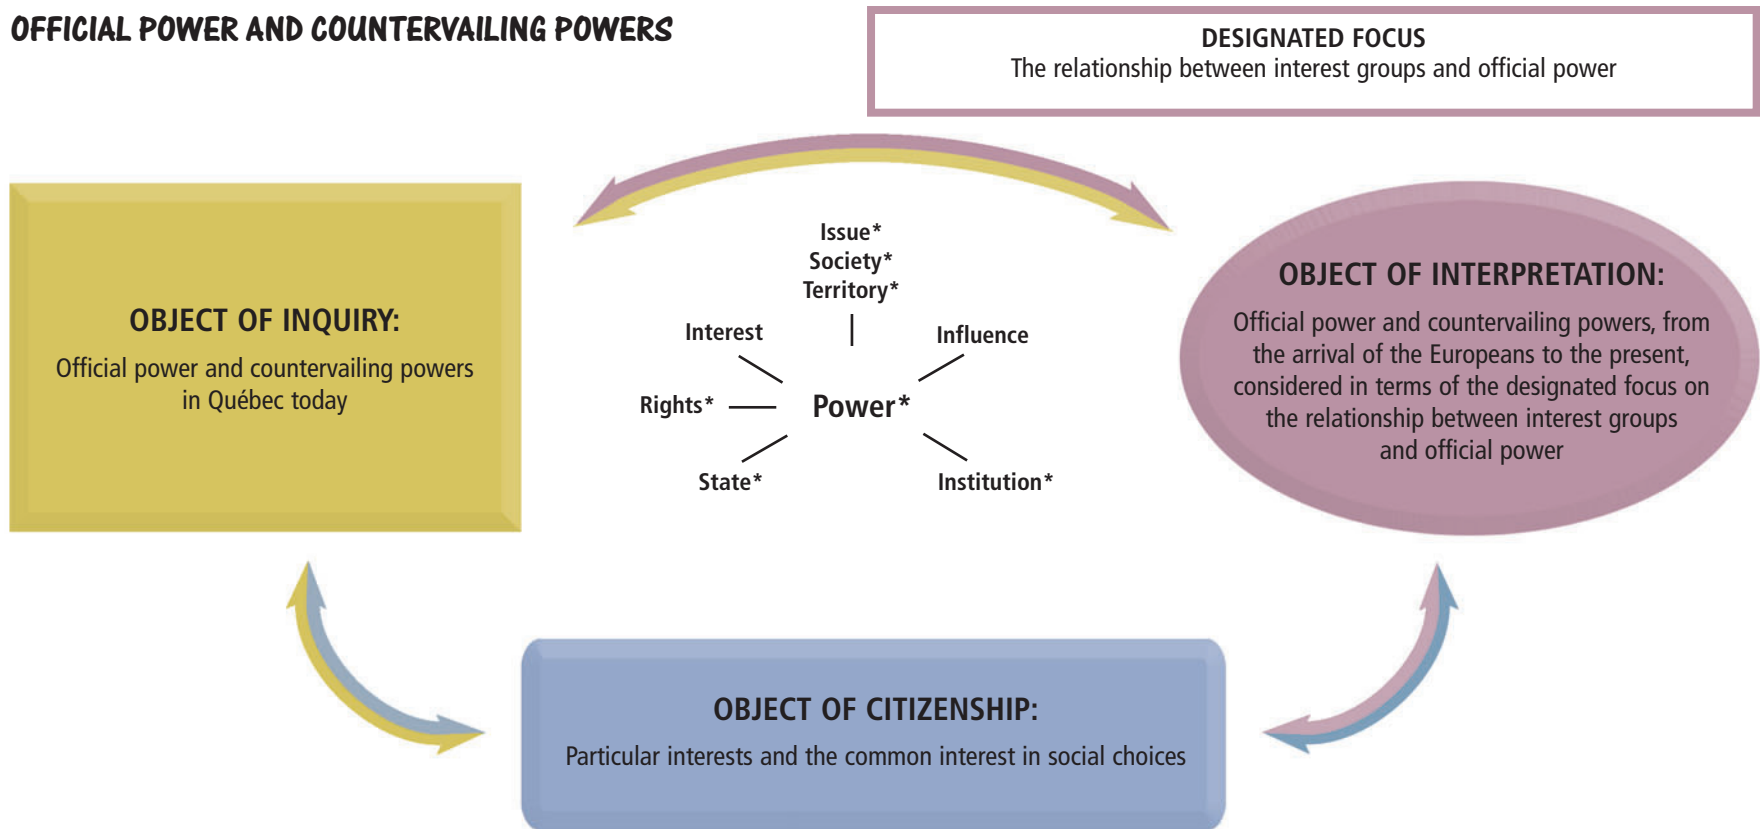 OFFICIAL POWER AND COUNTERVAILING POWERS
DESIGNATED FOCUS
The relationship between interest groups and official power
OBJECT OF INQUIRY:
Official power and countervailing powers
in Québec today
Issue*
Society*
Territory*
Interest
Influence
Rights*
Power*
State*
Institution*
OBJECT OF INTERPRETATION:
Official power and countervailing powers, from
the arrival of the Europeans to the present,
considered in terms of the designated focus on
the relationship between interest groups
and official power
OBJECT OF CITIZENSHIP:
Particular interests and the common interest in social choices